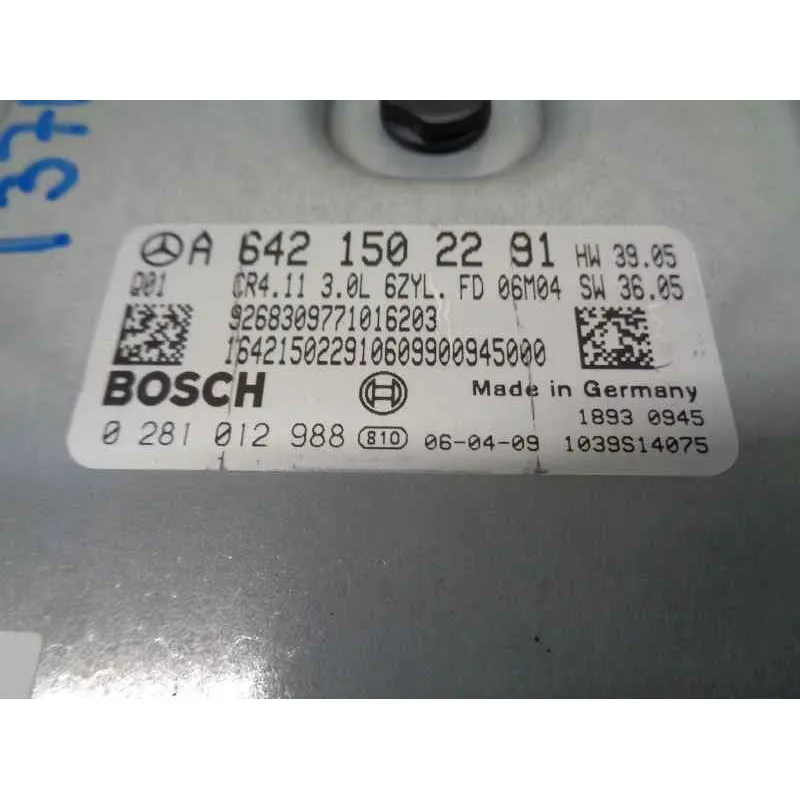 A 642 150 22 91 HW 39.05
Q01 CR4.11 3.0L 6ZYL. FD 06M04 SW 36.05
9268309771016203
164215022910609900945000
BOSCH Made in Germany
1893 0945
0 281 012 988 810 06-04-09 1039S14075